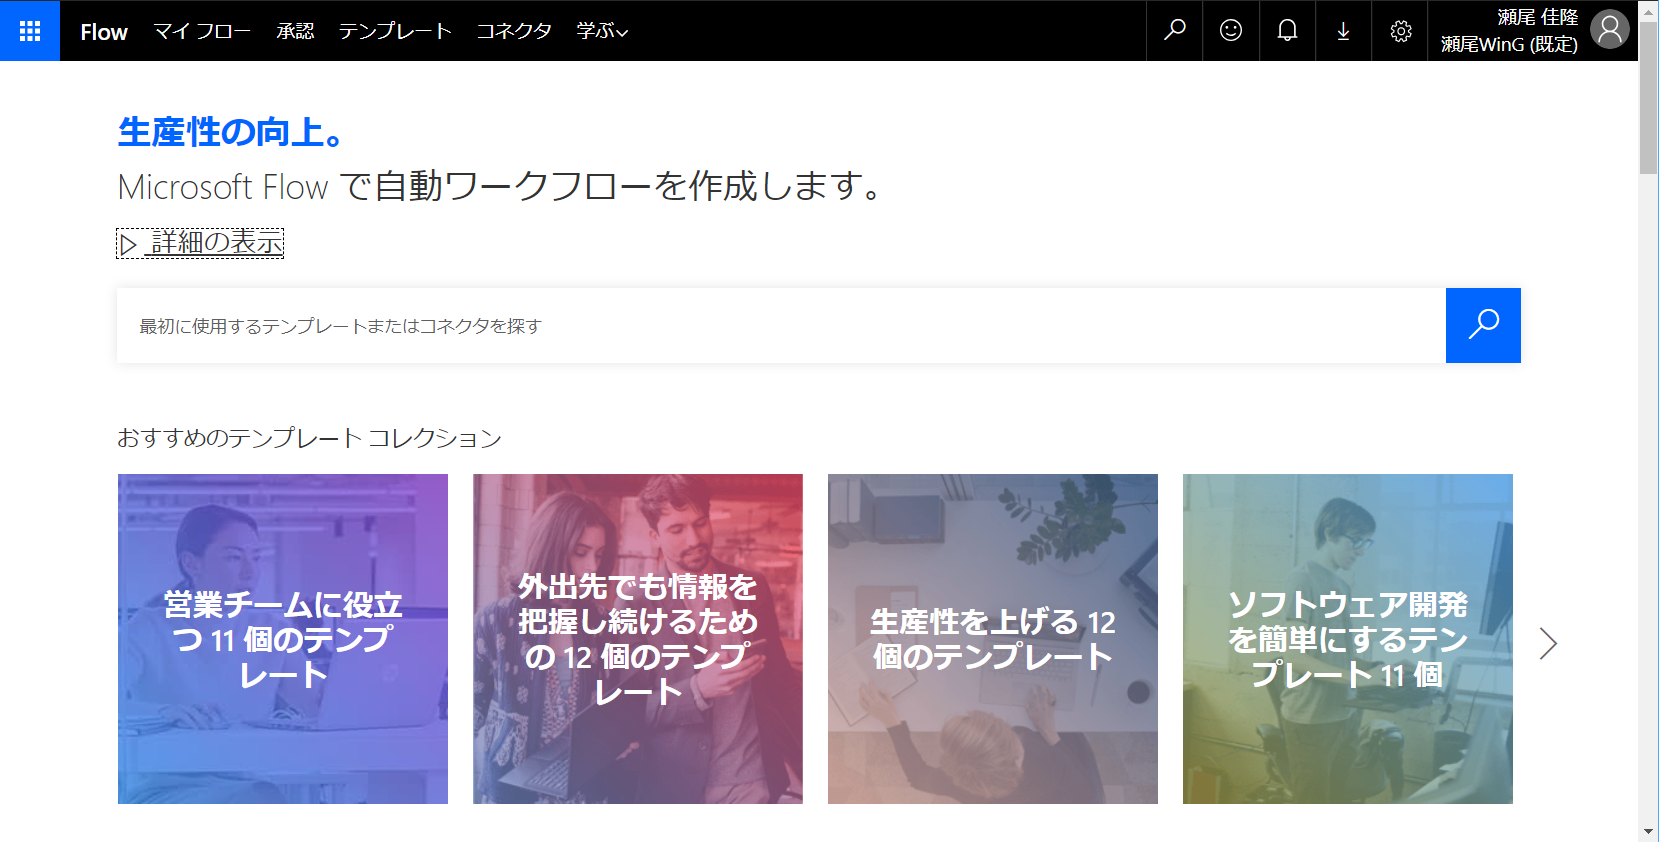 Flow マイ フロー 承認 テンプレート コネクタ 学ぶ
瀬尾 佳隆
瀬尾WinG (既定)
生産性の向上。
Microsoft Flow で自動ワークフローを作成します。
詳細の表示
最初に使用するテンプレートまたはコネクタを探す
おすすめのテンプレート コレクション
営業チームに役立
つ 11 個のテンプ
レート
外出先でも情報を
把握し続けるため
の 12 個のテンプ
レート
生産性を上げる 12
個のテンプレート
ソフトウェア開発
を簡単にするテン
プレート 11 個